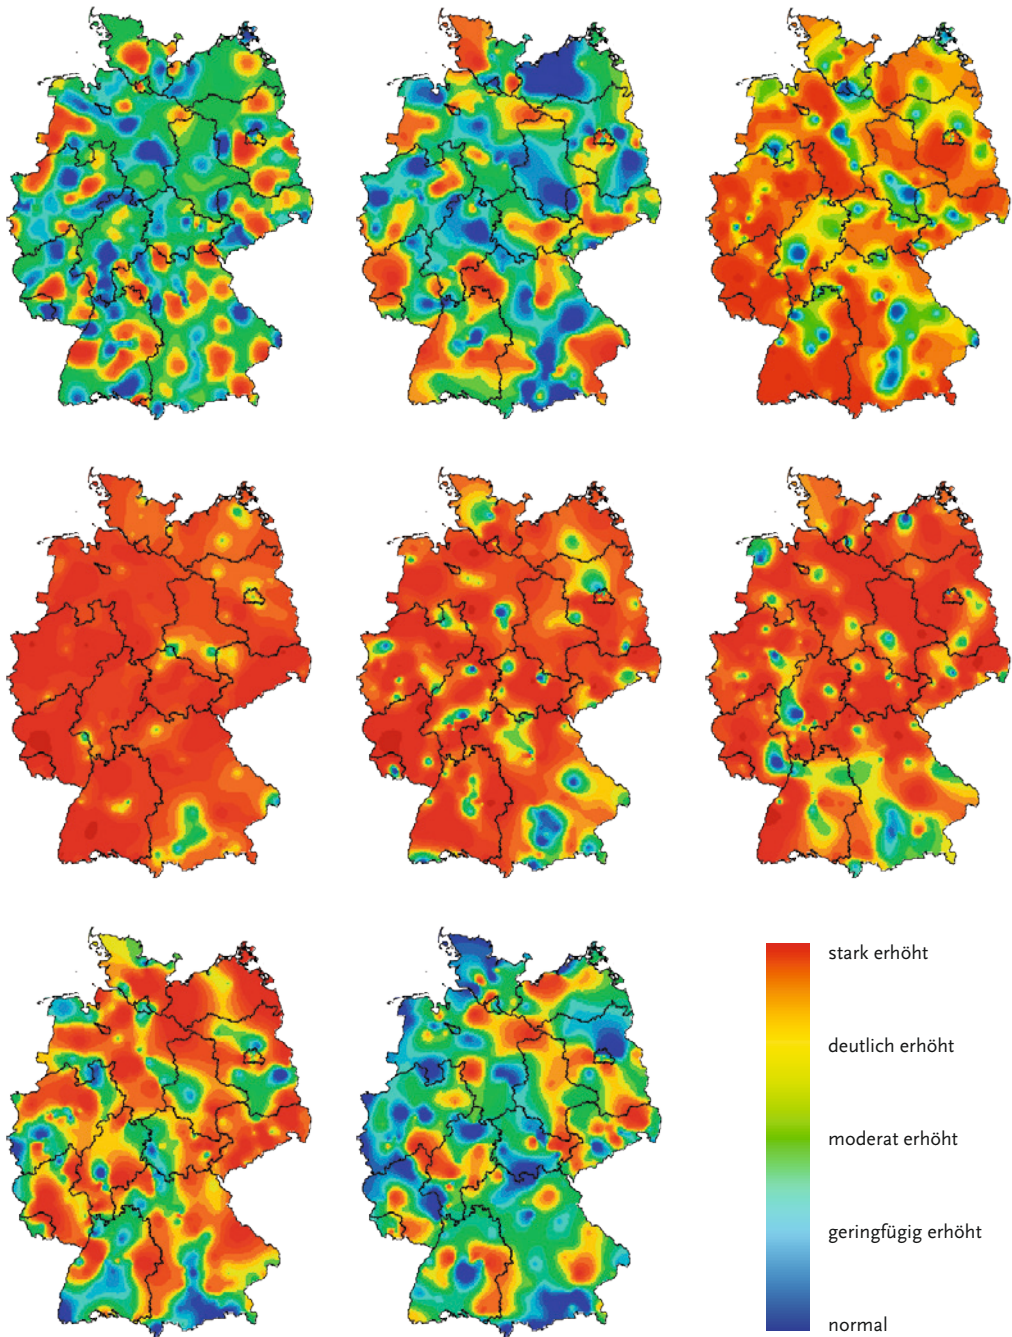 stark erhöht
deutlich erhöht
moderat erhöht
geringfügig erhöht
normal